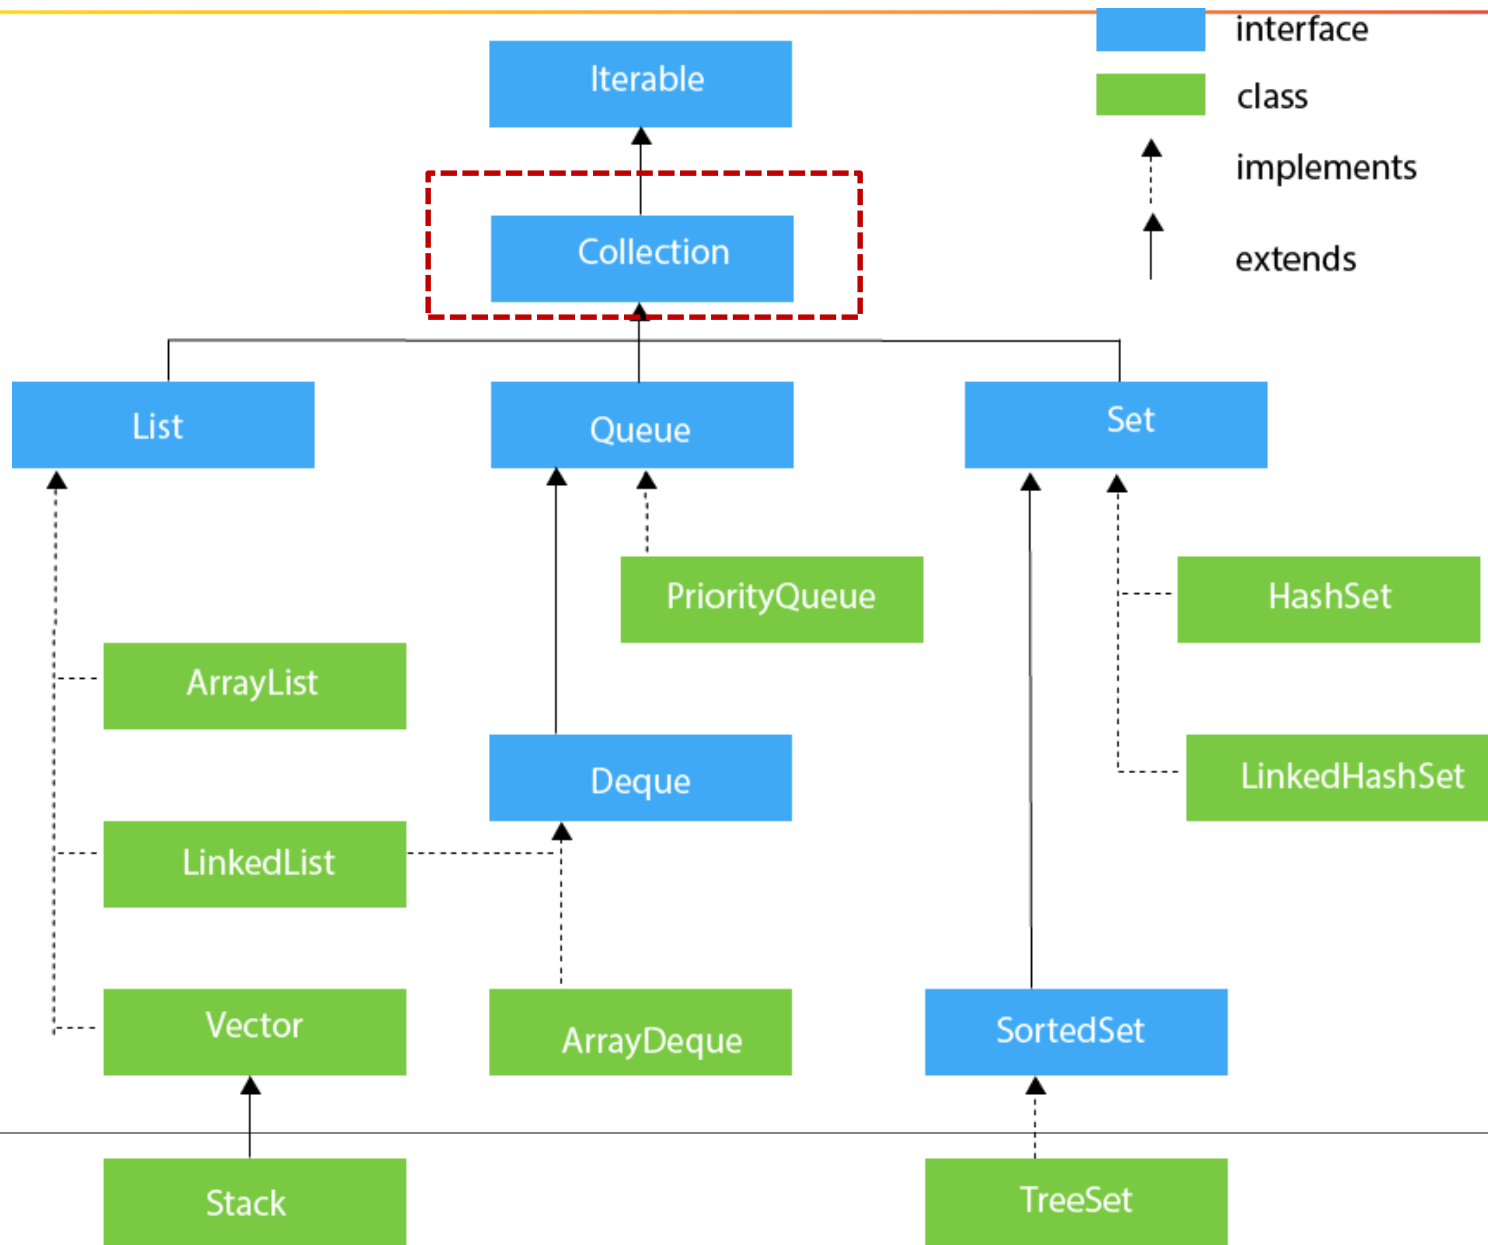 interface
Iterable
class
implements
Collection
extends
List
Queue
Set
PriorityQueue
HashSet
ArrayList
Deque
LinkedHashSet
LinkedList
Vector
ArrayDeque
SortedSet
Stack
TreeSet